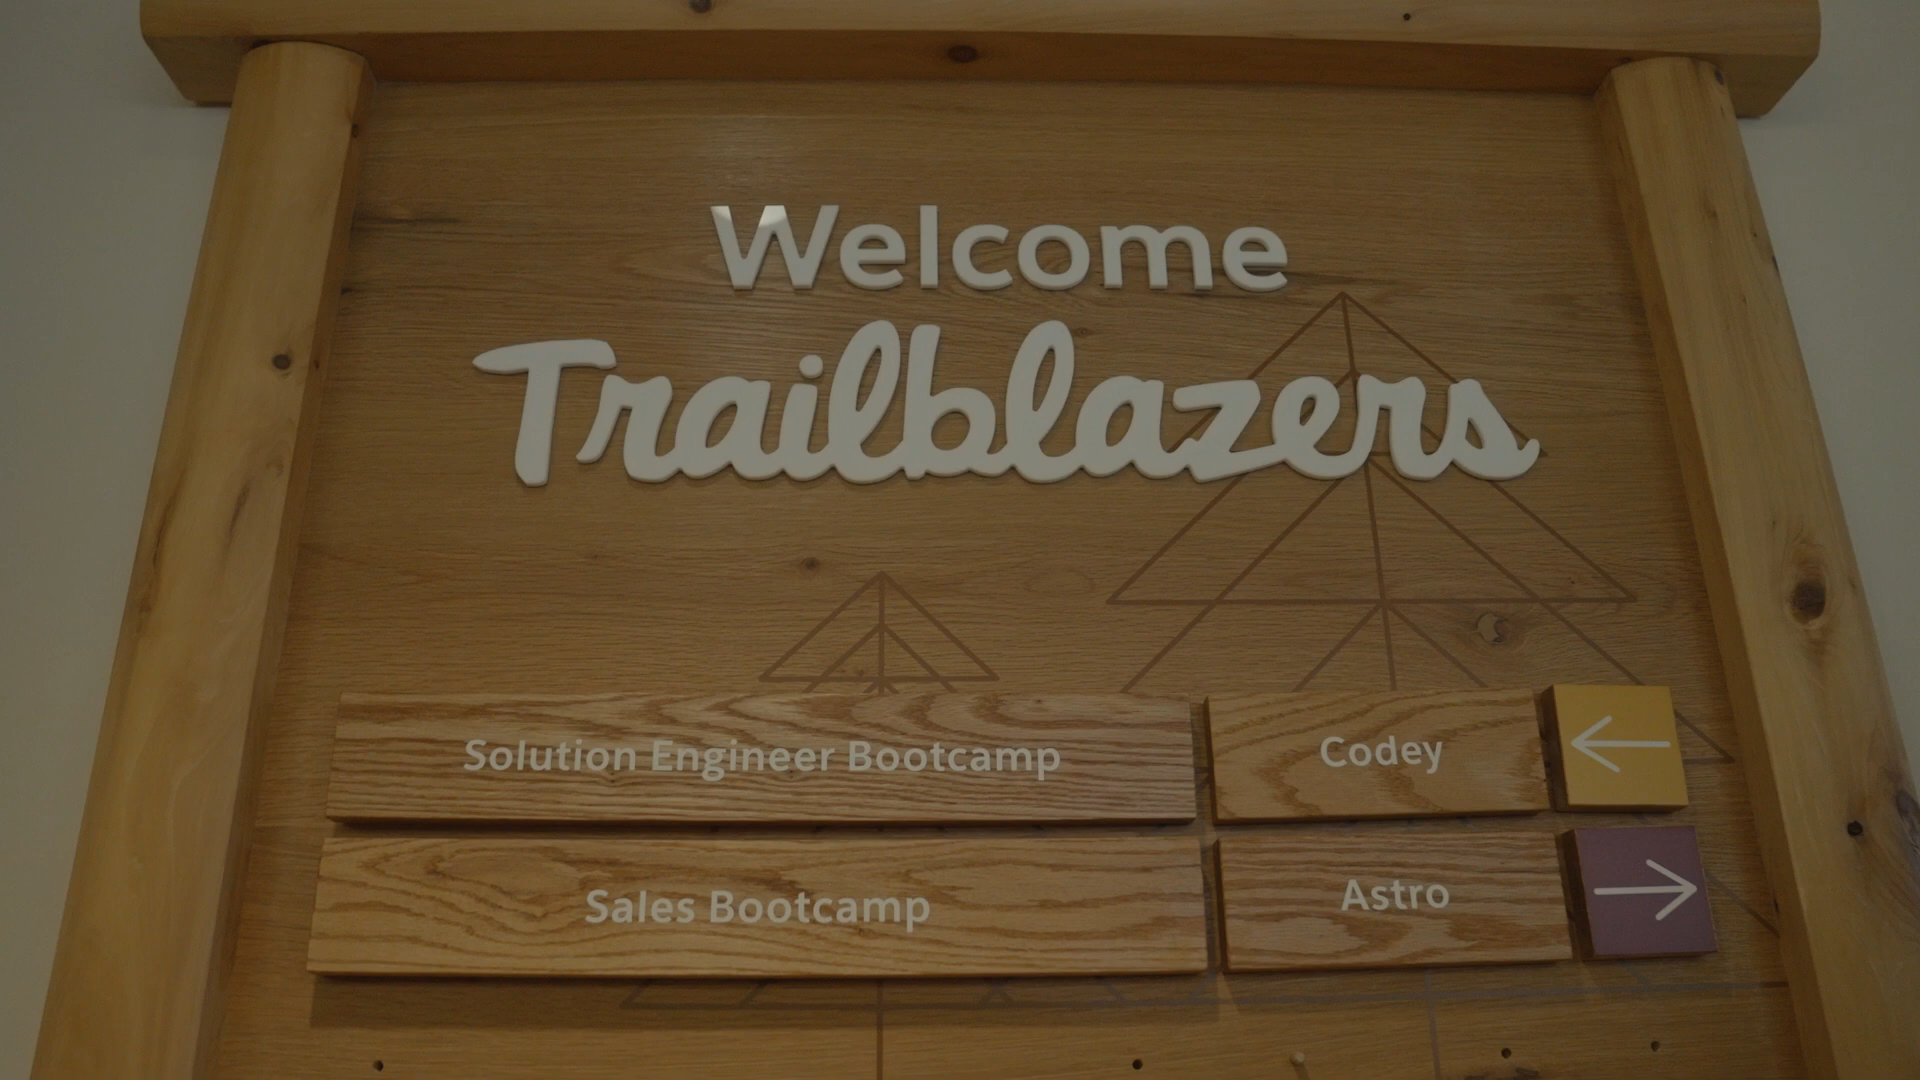 Welcome
Trailblazers
Solution Engineer Bootcamp Codey ←
Sales Bootcamp Astro →